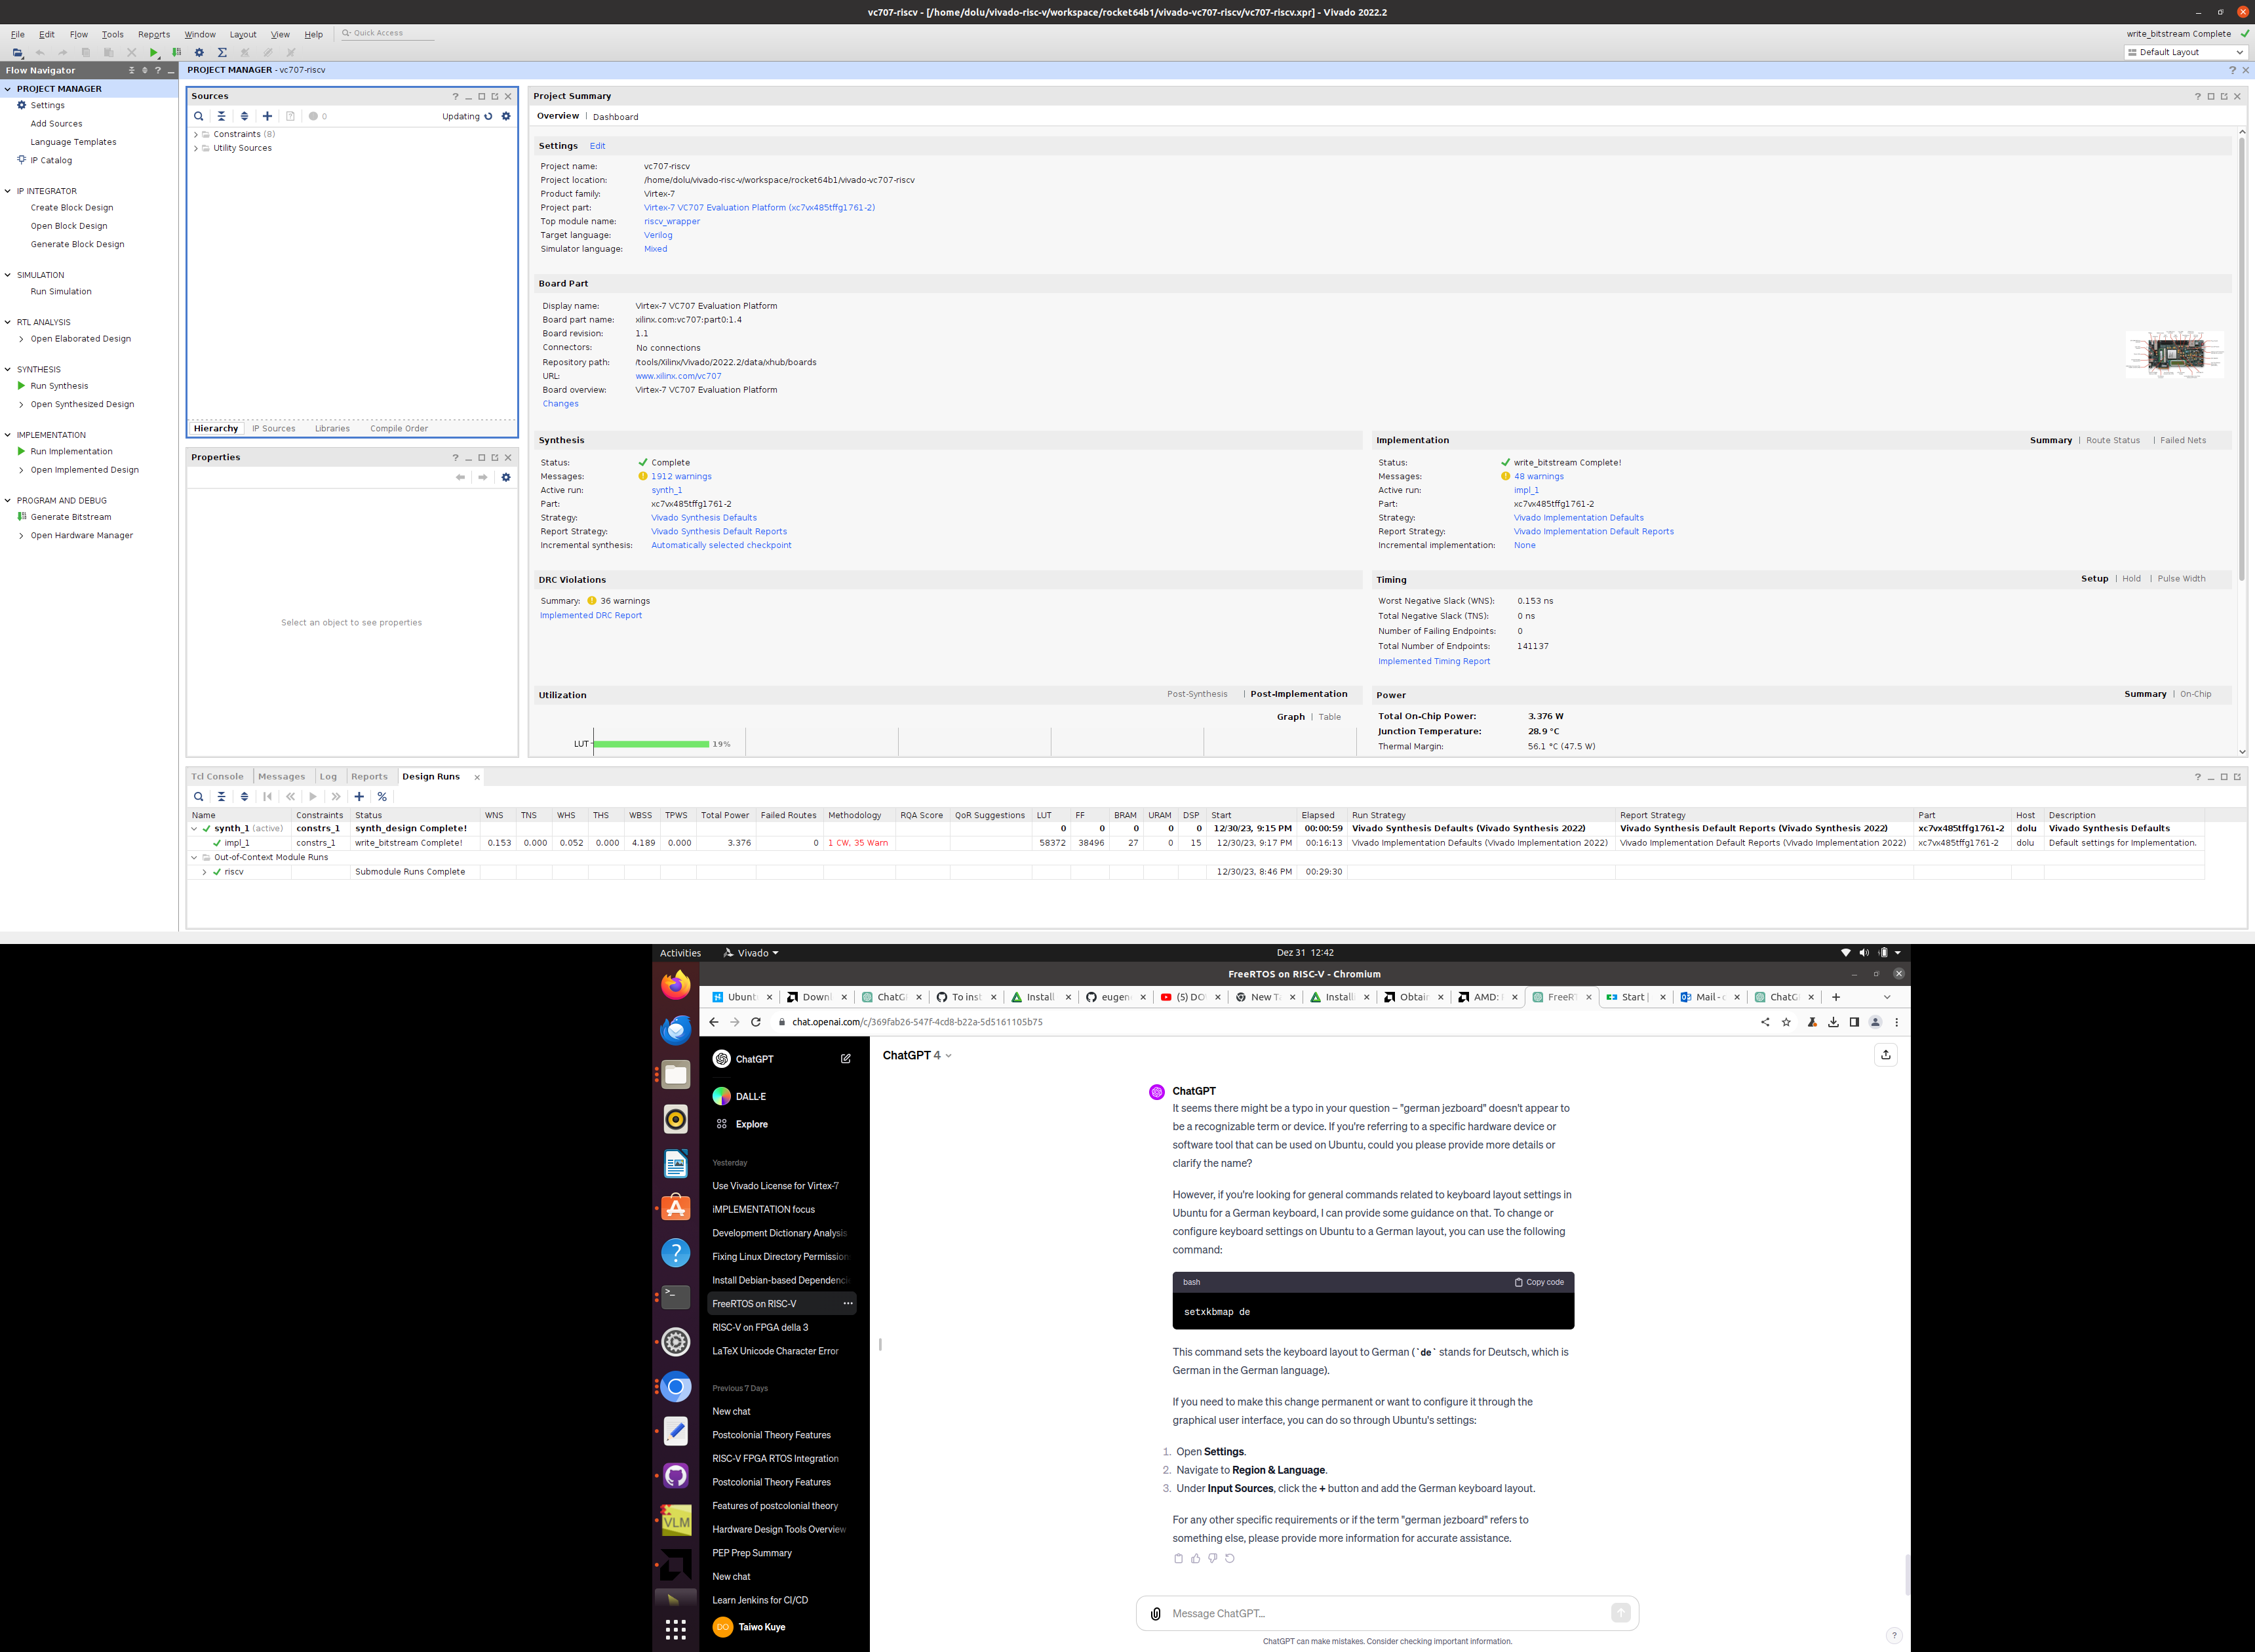 vc707-riscv - [/home/dolu/vivado-risc-v/workspace/rocket64b1/vivado-vc707-riscv/vc707-riscv.xpr] - Vivado 2022.2
File Edit Flow Tools Reports Window Layout View Help Quick Access
write_bitstream Complete
Default Layout
Flow Navigator
PROJECT MANAGER
Settings
Add Sources
Language Templates
IP Catalog
IP INTEGRATOR
Create Block Design
Open Block Design
Generate Block Design
SIMULATION
Run Simulation
RTL ANALYSIS
Open Elaborated Design
SYNTHESIS
Run Synthesis
Open Synthesized Design
IMPLEMENTATION
Run Implementation
Open Implemented Design
PROGRAM AND DEBUG
Generate Bitstream
Open Hardware Manager
PROJECT MANAGER - vc707-riscv
Sources
0 Updating
Constraints (8)
Utility Sources
Hierarchy IP Sources Libraries Compile Order
Properties
Select an object to see properties
Project Summary
Overview | Dashboard
Settings Edit
Project name: vc707-riscv
Project location: /home/dolu/vivado-risc-v/workspace/rocket64b1/vivado-vc707-riscv
Product family: Virtex-7
Project part: Virtex-7 VC707 Evaluation Platform (xc7vx485tffg1761-2)
Top module name: riscv_wrapper
Target language: Verilog
Simulator language: Mixed
Board Part
Display name: Virtex-7 VC707 Evaluation Platform
Board part name: xilinx.com:vc707:part0:1.4
Board revision: 1.1
Connectors: No connections
Repository path: /tools/Xilinx/Vivado/2022.2/data/xhub/boards
URL: www.xilinx.com/vc707
Board overview: Virtex-7 VC707 Evaluation Platform
Changes
Synthesis
Status: Complete
Messages: 1912 warnings
Active run: synth_1
Part: xc7vx485tffg1761-2
Strategy: Vivado Synthesis Defaults
Report Strategy: Vivado Synthesis Default Reports
Incremental synthesis: Automatically selected checkpoint
Implementation Summary | Route Status | Failed Nets
Status: write_bitstream Complete!
Messages: 48 warnings
Active run: impl_1
Part: xc7vx485tffg1761-2
Strategy: Vivado Implementation Defaults
Report Strategy: Vivado Implementation Default Reports
Incremental implementation: None
DRC Violations
Summary: 36 warnings
Implemented DRC Report
Timing Setup | Hold | Pulse Width
Worst Negative Slack (WNS): 0.153 ns
Total Negative Slack (TNS): 0 ns
Number of Failing Endpoints: 0
Total Number of Endpoints: 141137
Implemented Timing Report
Utilization Post-Synthesis | Post-Implementation
Graph | Table
LUT 19%
Power Summary | On-Chip
Total On-Chip Power: 3.376 W
Junction Temperature: 28.9 °C
Thermal Margin: 56.1 °C (47.5 W)
Tcl Console Messages Log Reports Design Runs
Name Constraints Status WNS TNS WHS THS WBSS TPWS Total Power Failed Routes Methodology RQA Score QoR Suggestions LUT FF BRAM URAM DSP Start Elapsed Run Strategy Report Strategy Part Host Description
synth_1 (active) constrs_1 synth_design Complete! 0 0 0 0 0 12/30/23, 9:15 PM 00:00:59 Vivado Synthesis Defaults (Vivado Synthesis 2022) Vivado Synthesis Default Reports (Vivado Synthesis 2022) xc7vx485tffg1761-2 dolu Vivado Synthesis Defaults
impl_1 constrs_1 write_bitstream Complete! 0.153 0.000 0.052 0.000 4.189 0.000 3.376 0 1 CW, 35 Warn 58372 38496 27 0 15 12/30/23, 9:17 PM 00:16:13 Vivado Implementation Defaults (Vivado Implementation 2022) Vivado Implementation Default Reports (Vivado Implementation 2022) xc7vx485tffg1761-2 dolu Default settings for Implementation.
Out-of-Context Module Runs
riscv Submodule Runs Complete 12/30/23, 8:46 PM 00:29:30
Activities Vivado Dez 31 12:42
FreeRTOS on RISC-V - Chromium
Ubunt Downl ChatG To inst Install eugen (5) DO New T Installi Obtair AMD: FreeRT Start | Mail - ChatG
chat.openai.com/c/369fab26-547f-4cd8-b22a-5d5161105b75
ChatGPT
DALL·E
Explore
Yesterday
Use Vivado License for Virtex-7
iMPLEMENTATION focus
Development Dictionary Analysis
Fixing Linux Directory Permission
Install Debian-based Dependenci
FreeRTOS on RISC-V
RISC-V on FPGA della 3
LaTeX Unicode Character Error
Previous 7 Days
New chat
Postcolonial Theory Features
RISC-V FPGA RTOS Integration
Postcolonial Theory Features
Features of postcolonial theory
Hardware Design Tools Overview
PEP Prep Summary
New chat
Learn Jenkins for CI/CD
DO Taiwo Kuye
VLM
ChatGPT 4
ChatGPT
It seems there might be a typo in your question – "german jezboard" doesn't appear to
be a recognizable term or device. If you're referring to a specific hardware device or
software tool that can be used on Ubuntu, could you please provide more details or
clarify the name?
However, if you're looking for general commands related to keyboard layout settings in
Ubuntu for a German keyboard, I can provide some guidance on that. To change or
configure keyboard settings on Ubuntu to a German layout, you can use the following
command:
bash Copy code
setxkbmap de
This command sets the keyboard layout to German (`de` stands for Deutsch, which is
German in the German language).
If you need to make this change permanent or want to configure it through the
graphical user interface, you can do so through Ubuntu's settings:
1. Open Settings.
2. Navigate to Region & Language.
3. Under Input Sources, click the + button and add the German keyboard layout.
For any other specific requirements or if the term "german jezboard" refers to
something else, please provide more information for accurate assistance.
Message ChatGPT...
ChatGPT can make mistakes. Consider checking important information.